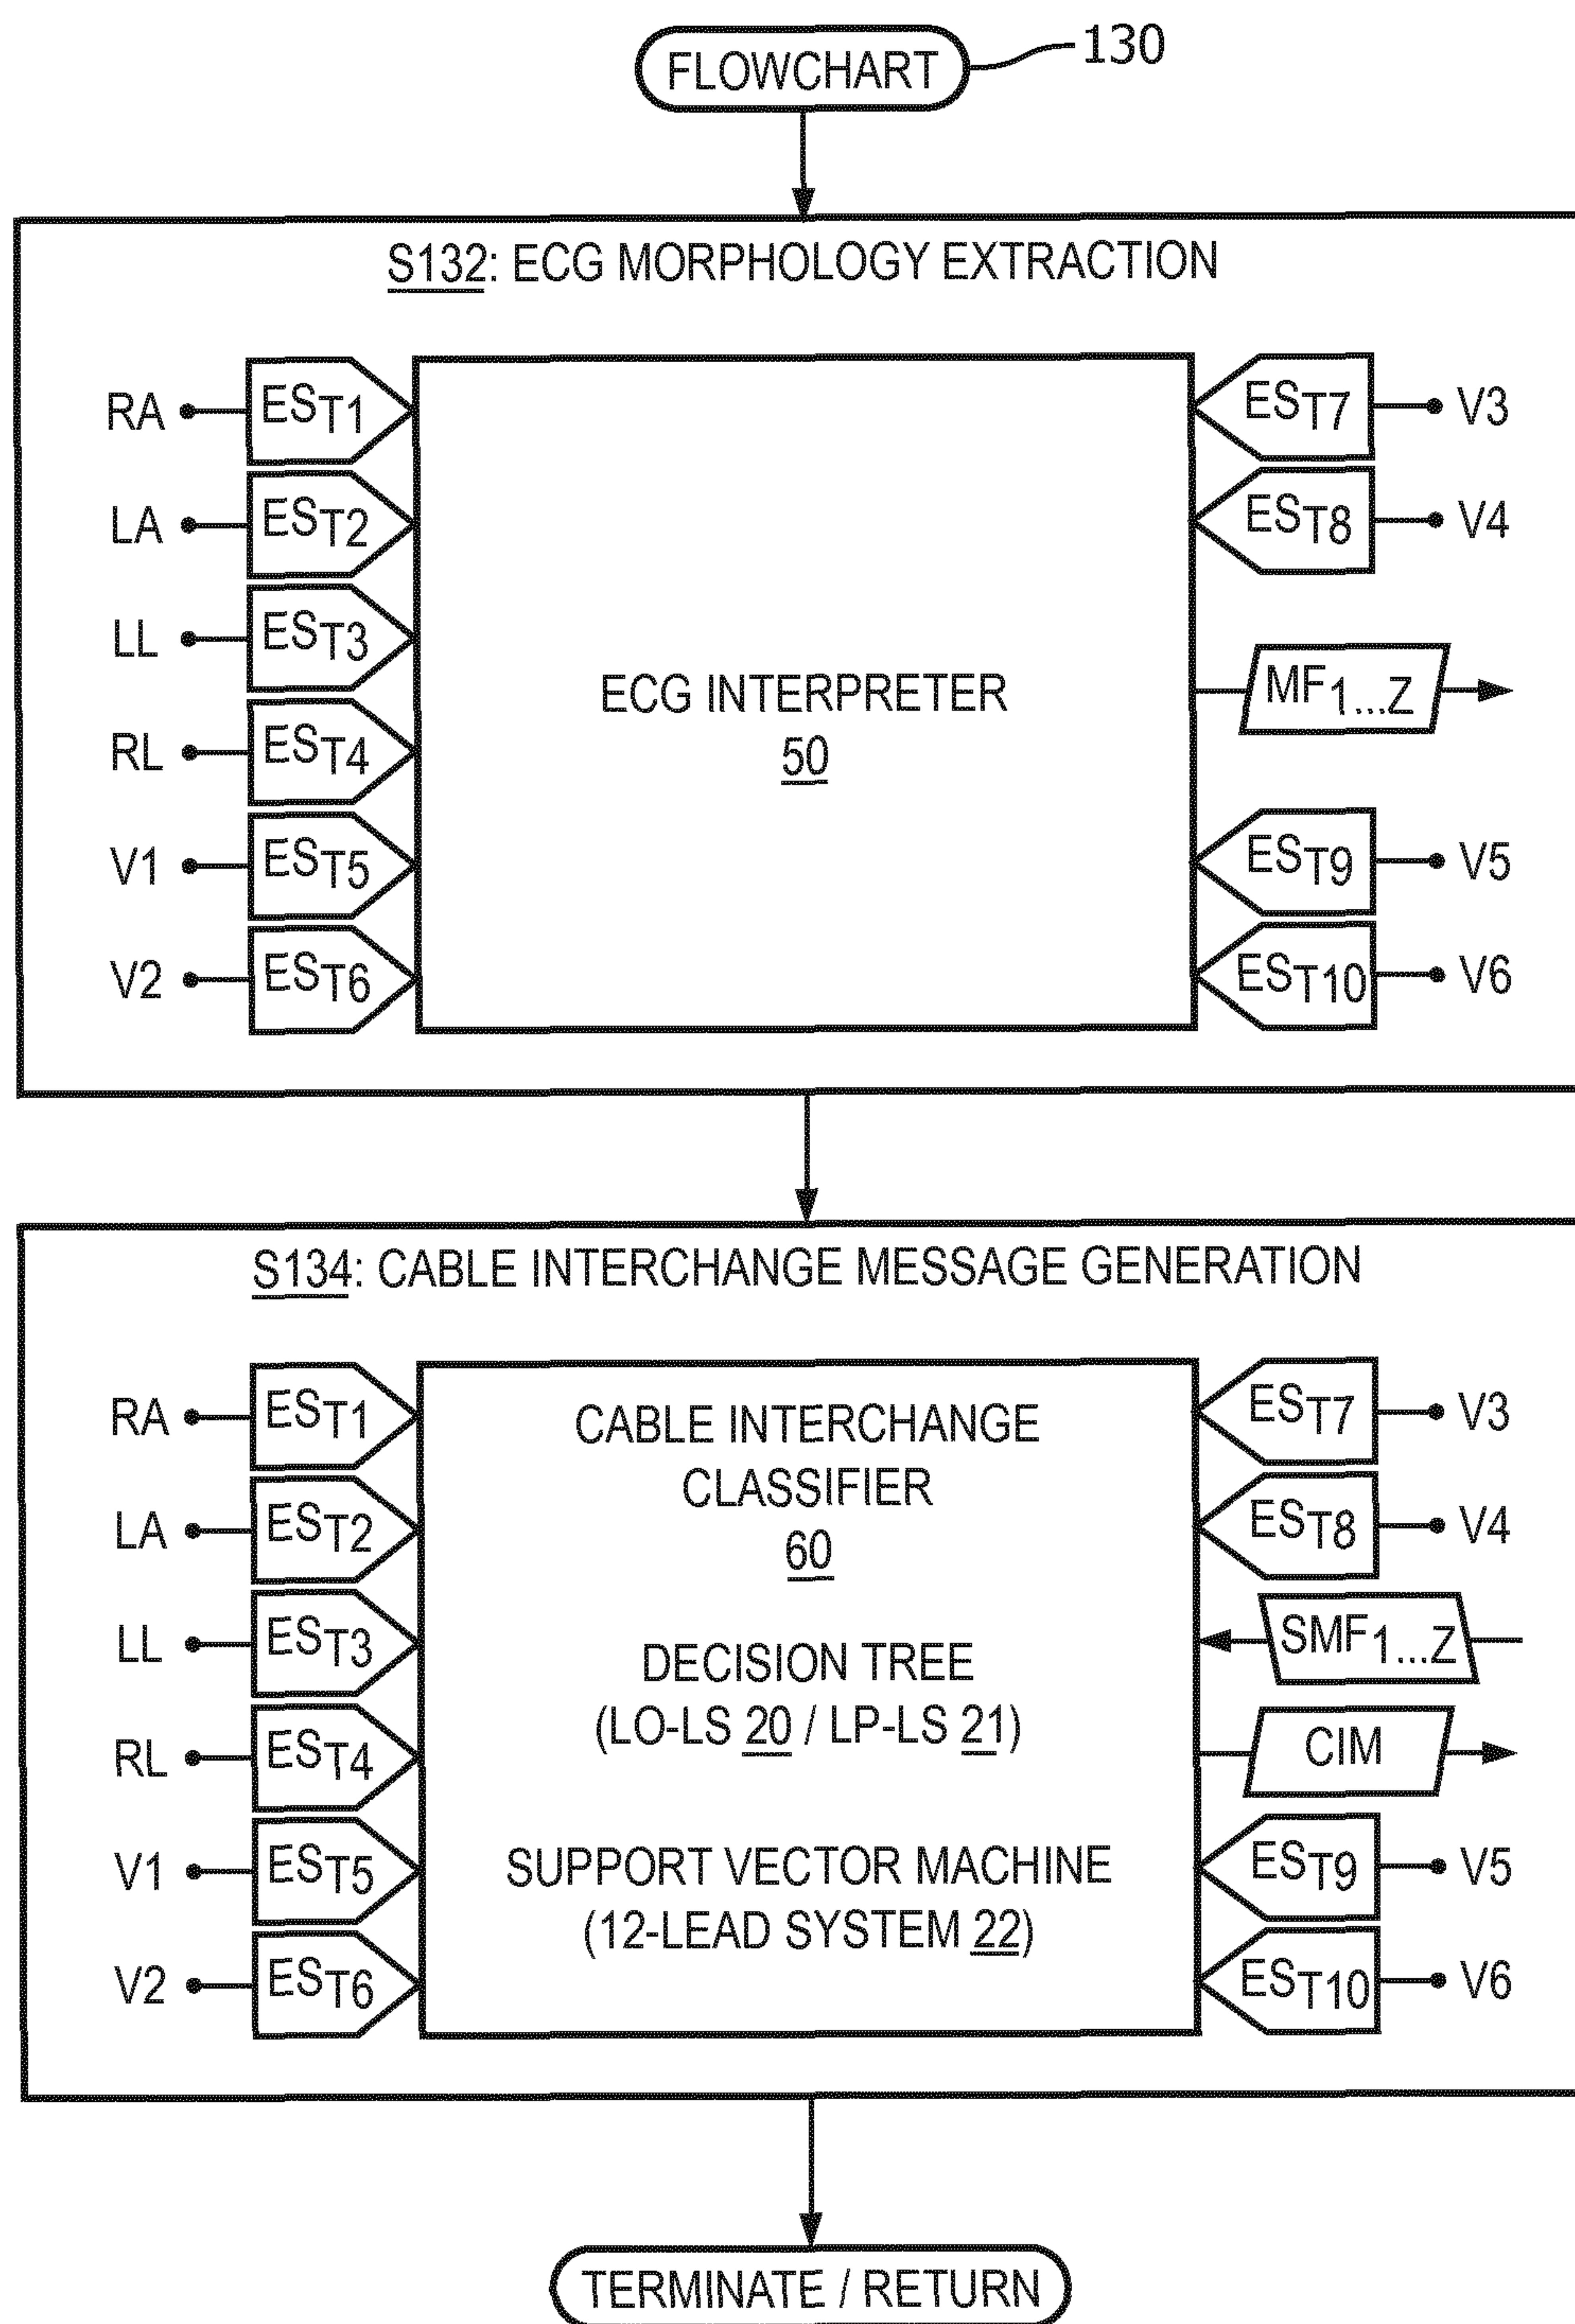 FLOWCHART 130
S132: ECG MORPHOLOGY EXTRACTION
RA EST1 EST7 V3
LA EST2 EST8 V4
LL EST3
ECG INTERPRETER MF1...Z
50
RL EST4
V1 EST5 EST9 V5
V2 EST6 EST10 V6
S134: CABLE INTERCHANGE MESSAGE GENERATION
RA EST1 CABLE INTERCHANGE EST7 V3
CLASSIFIER
LA EST2 60 EST8 V4
LL EST3 DECISION TREE SMF1...Z
(LO-LS 20 / LP-LS 21)
RL EST4 CIM
V1 EST5 SUPPORT VECTOR MACHINE EST9 V5
(12-LEAD SYSTEM 22)
V2 EST6 EST10 V6
TERMINATE / RETURN